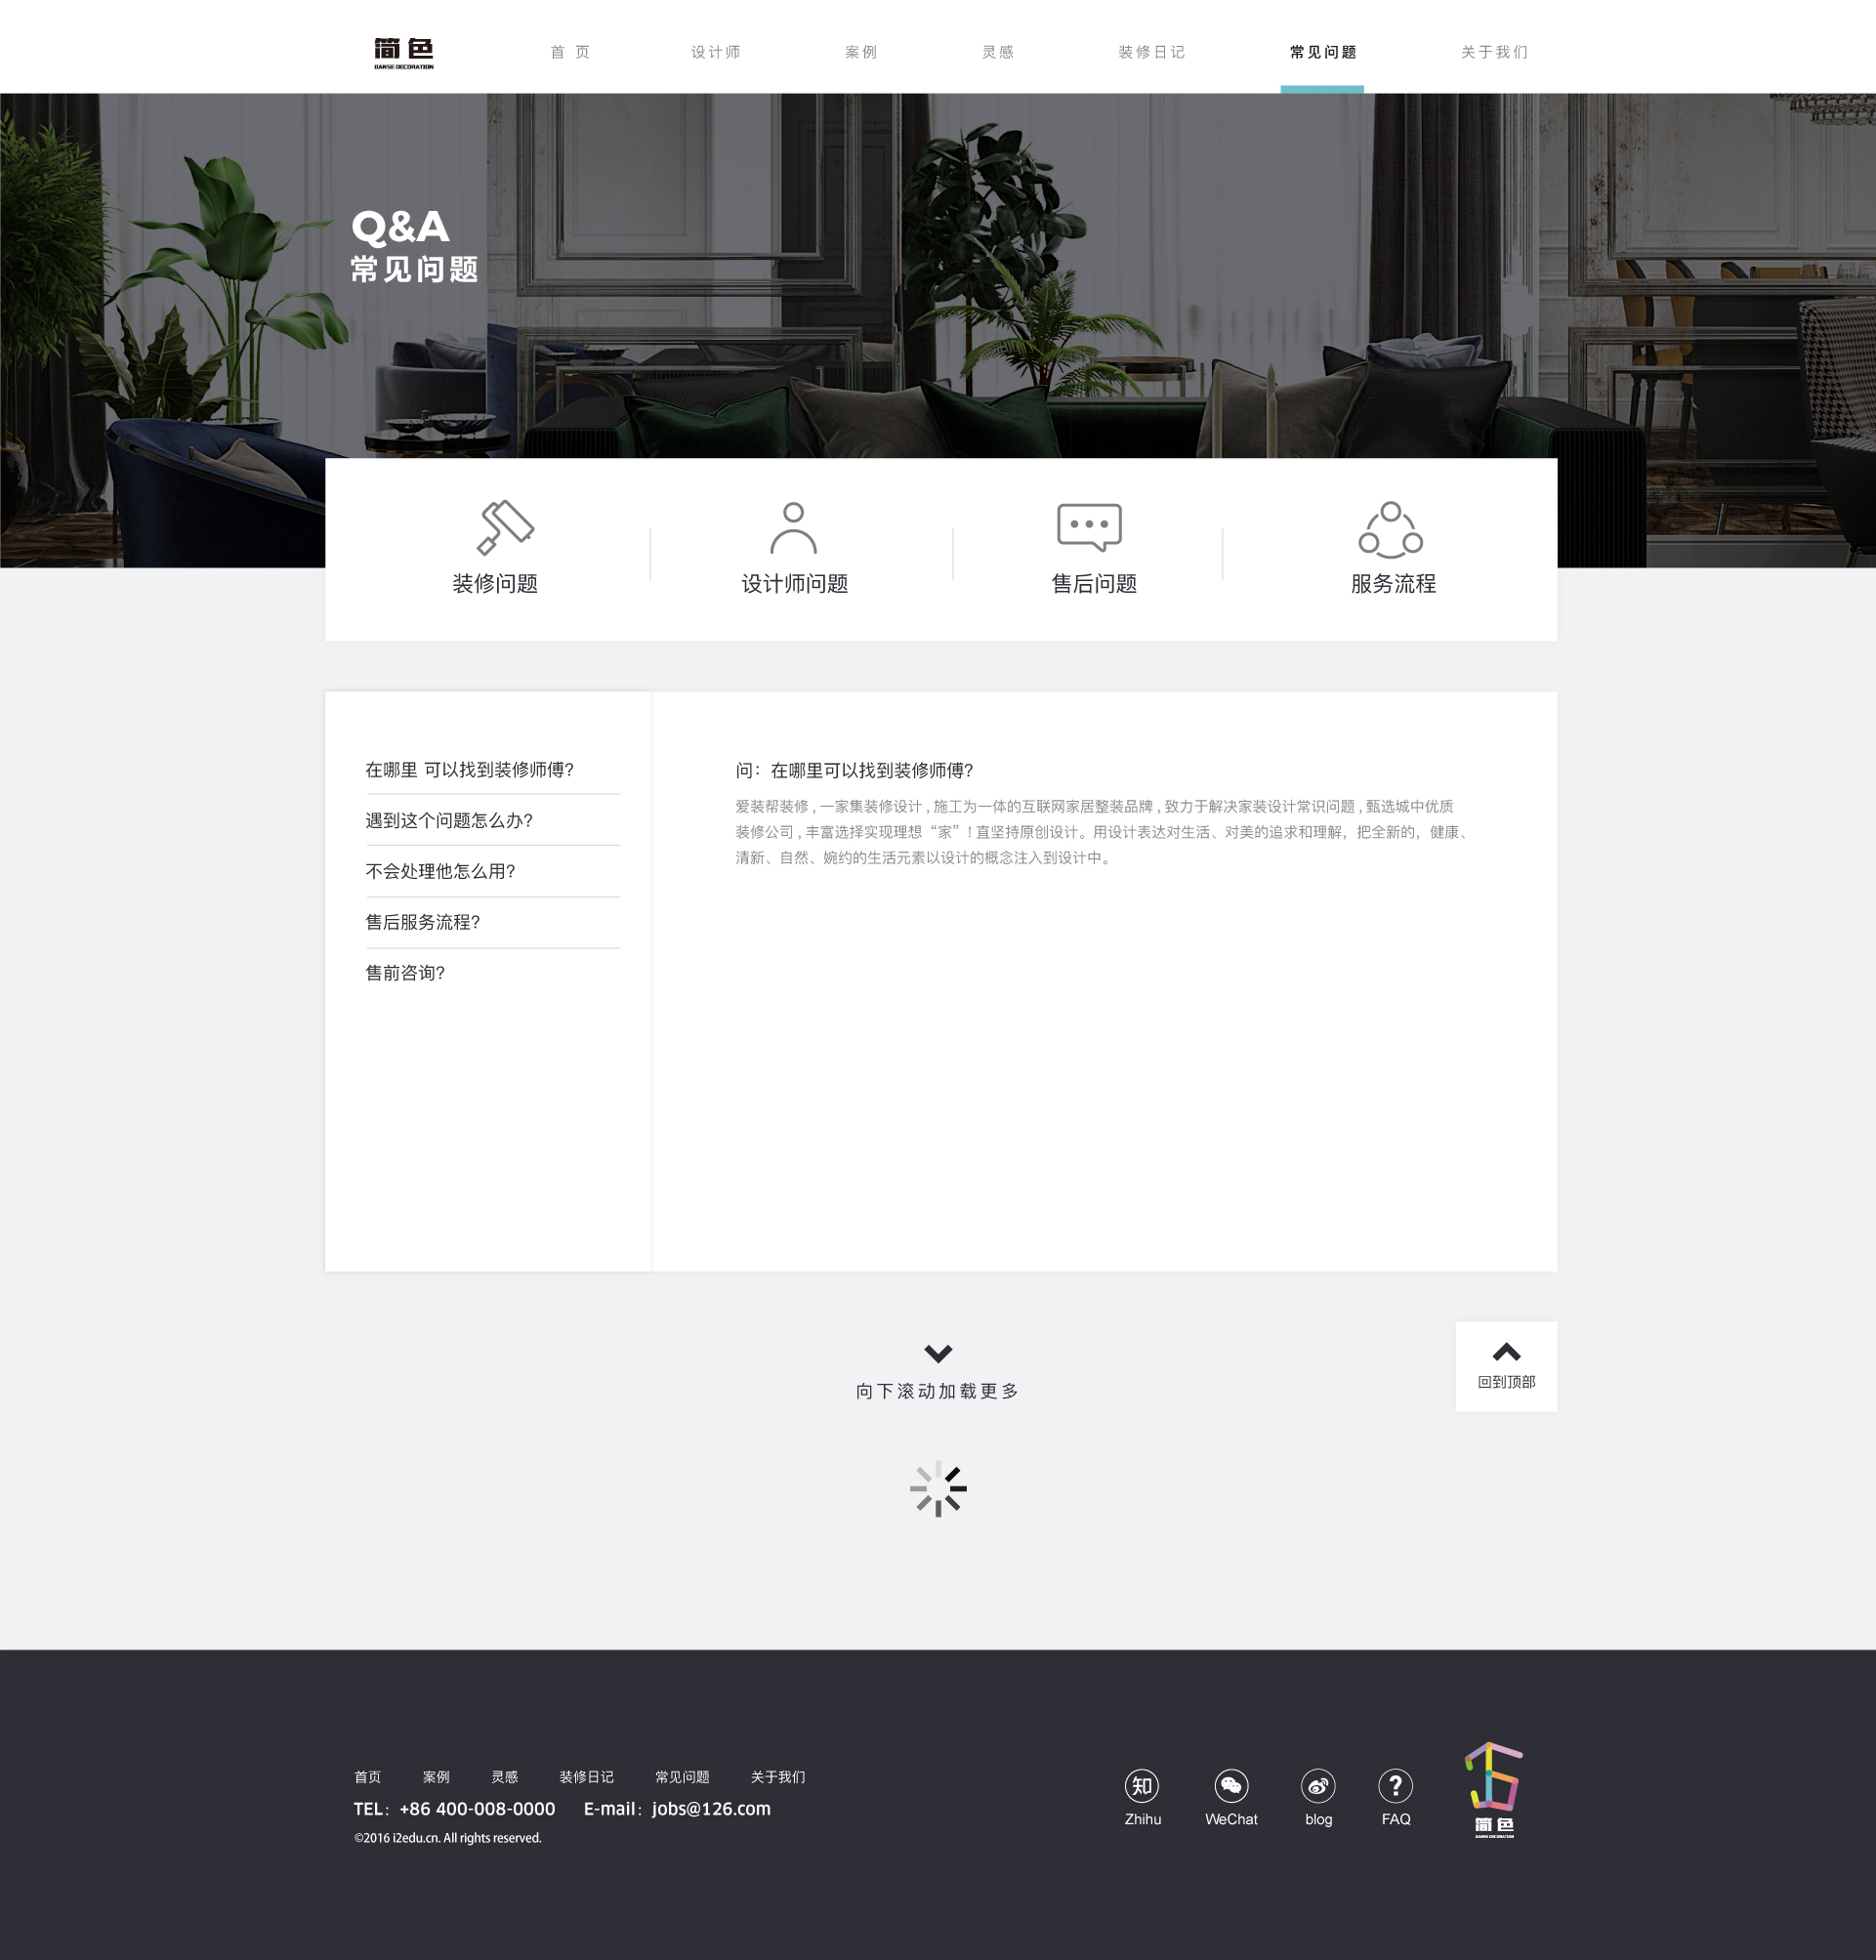 简色
JIANSE DECORATION
首 页
设计师
案例
灵感
装修日记
常见问题
关于我们
Q&A
常见问题
装修问题
设计师问题
售后问题
服务流程
在哪里 可以找到装修师傅?
遇到这个问题怎么办?
不会处理他怎么用?
售后服务流程?
售前咨询?
问：在哪里可以找到装修师傅?
爱装帮装修 , 一家集装修设计 , 施工为一体的互联网家居整装品牌 , 致力于解决家装设计常识问题 , 甄选城中优质
装修公司 , 丰富选择实现理想“家”! 直坚持原创设计。用设计表达对生活、对美的追求和理解，把全新的，健康、
清新、自然、婉约的生活元素以设计的概念注入到设计中。
向下滚动加载更多
回到顶部
首页
案例
灵感
装修日记
常见问题
关于我们
TEL：+86 400-008-0000
E-mail：jobs@126.com
©2016 i2edu.cn. All rights reserved.
知
Zhihu
WeChat
blog
?
FAQ
简色
JIANSE DECORATION